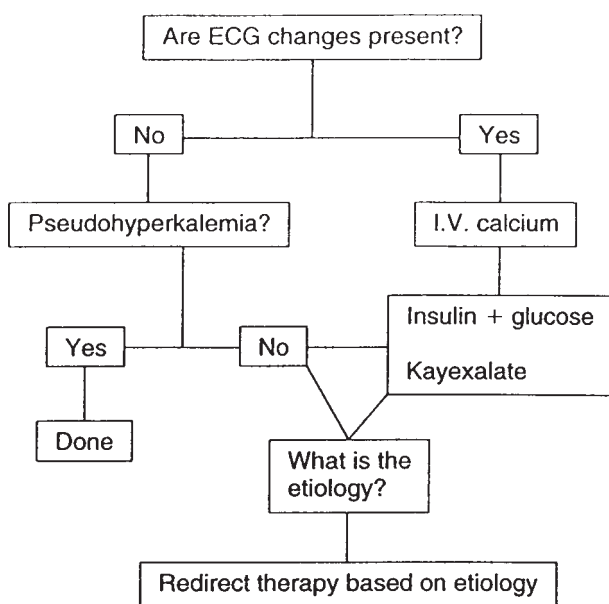 Are ECG changes present?
No
Yes
Pseudohyperkalemia?
I.V. calcium
Insulin + glucose
Yes
No
Kayexalate
Done
What is the
etiology?
Redirect therapy based on etiology